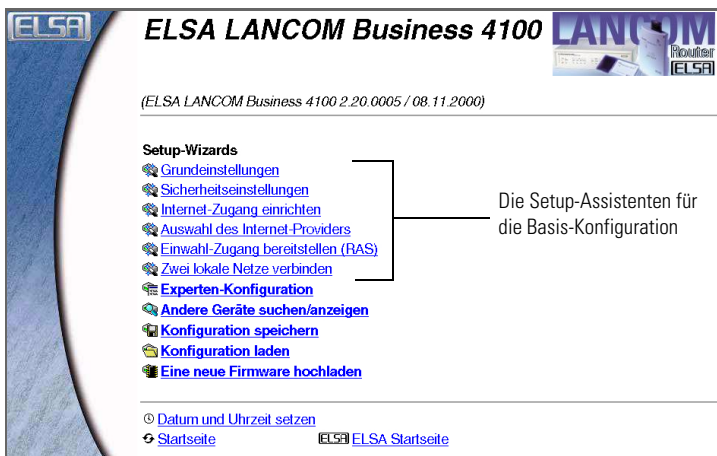 ELSA
ELSA LANCOM Business 4100
LANCOM
Router
ELSA
(ELSA LANCOM Business 4100 2.20.0005 / 08.11.2000)
Setup-Wizards
Grundeinstellungen
Sicherheitseinstellungen
Internet-Zugang einrichten
Auswahl des Internet-Providers
Einwahl-Zugang bereitstellen (RAS)
Zwei lokale Netze verbinden
Die Setup-Assistenten für
die Basis-Konfiguration
Experten-Konfiguration
Andere Geräte suchen/anzeigen
Konfiguration speichern
Konfiguration laden
Eine neue Firmware hochladen
Datum und Uhrzeit setzen
Startseite
ELSA ELSA Startseite